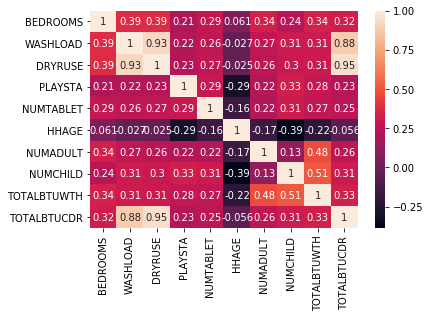 BEDROOMS 1 0.39 0.39 0.21 0.29 0.061 0.34 0.24 0.34 0.32
WASHLOAD 0.39 1 0.93 0.22 0.26 -0.027 0.27 0.31 0.31 0.88
DRYRUSE 0.39 0.93 1 0.23 0.27 -0.025 0.26 0.3 0.31 0.95
PLAYSTA 0.21 0.22 0.23 1 0.29 -0.29 0.22 0.33 0.28 0.23
NUMTABLET 0.29 0.26 0.27 0.29 1 -0.16 0.22 0.31 0.27 0.25
HHAGE 0.061 -0.027 -0.025 -0.29 -0.16 1 -0.17 -0.39 -0.22 -0.056
NUMADULT 0.34 0.27 0.26 0.22 0.22 -0.17 1 0.13 0.48 0.26
NUMCHILD 0.24 0.31 0.3 0.33 0.31 -0.39 0.13 1 0.51 0.31
TOTALBTUWTH 0.34 0.31 0.31 0.28 0.27 -0.22 0.48 0.51 1 0.33
TOTALBTUCDR 0.32 0.88 0.95 0.23 0.25 -0.056 0.26 0.31 0.33 1
BEDROOMS
WASHLOAD
DRYRUSE
PLAYSTA
NUMTABLET
HHAGE
NUMADULT
NUMCHILD
TOTALBTUWTH
TOTALBTUCDR
1.00
0.75
0.50
0.25
0.00
−0.25